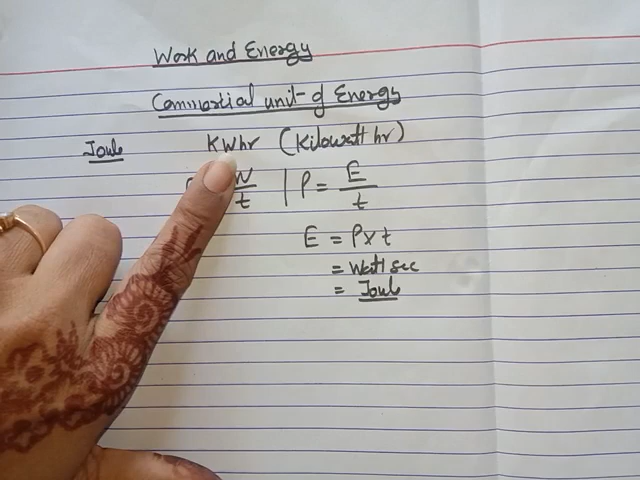 Work and Energy
Commercial unit of Energy
Joule KWhr (Kilowatt hr)
W/t | P = E/t
E = P x t
= Watt sec
= Joule